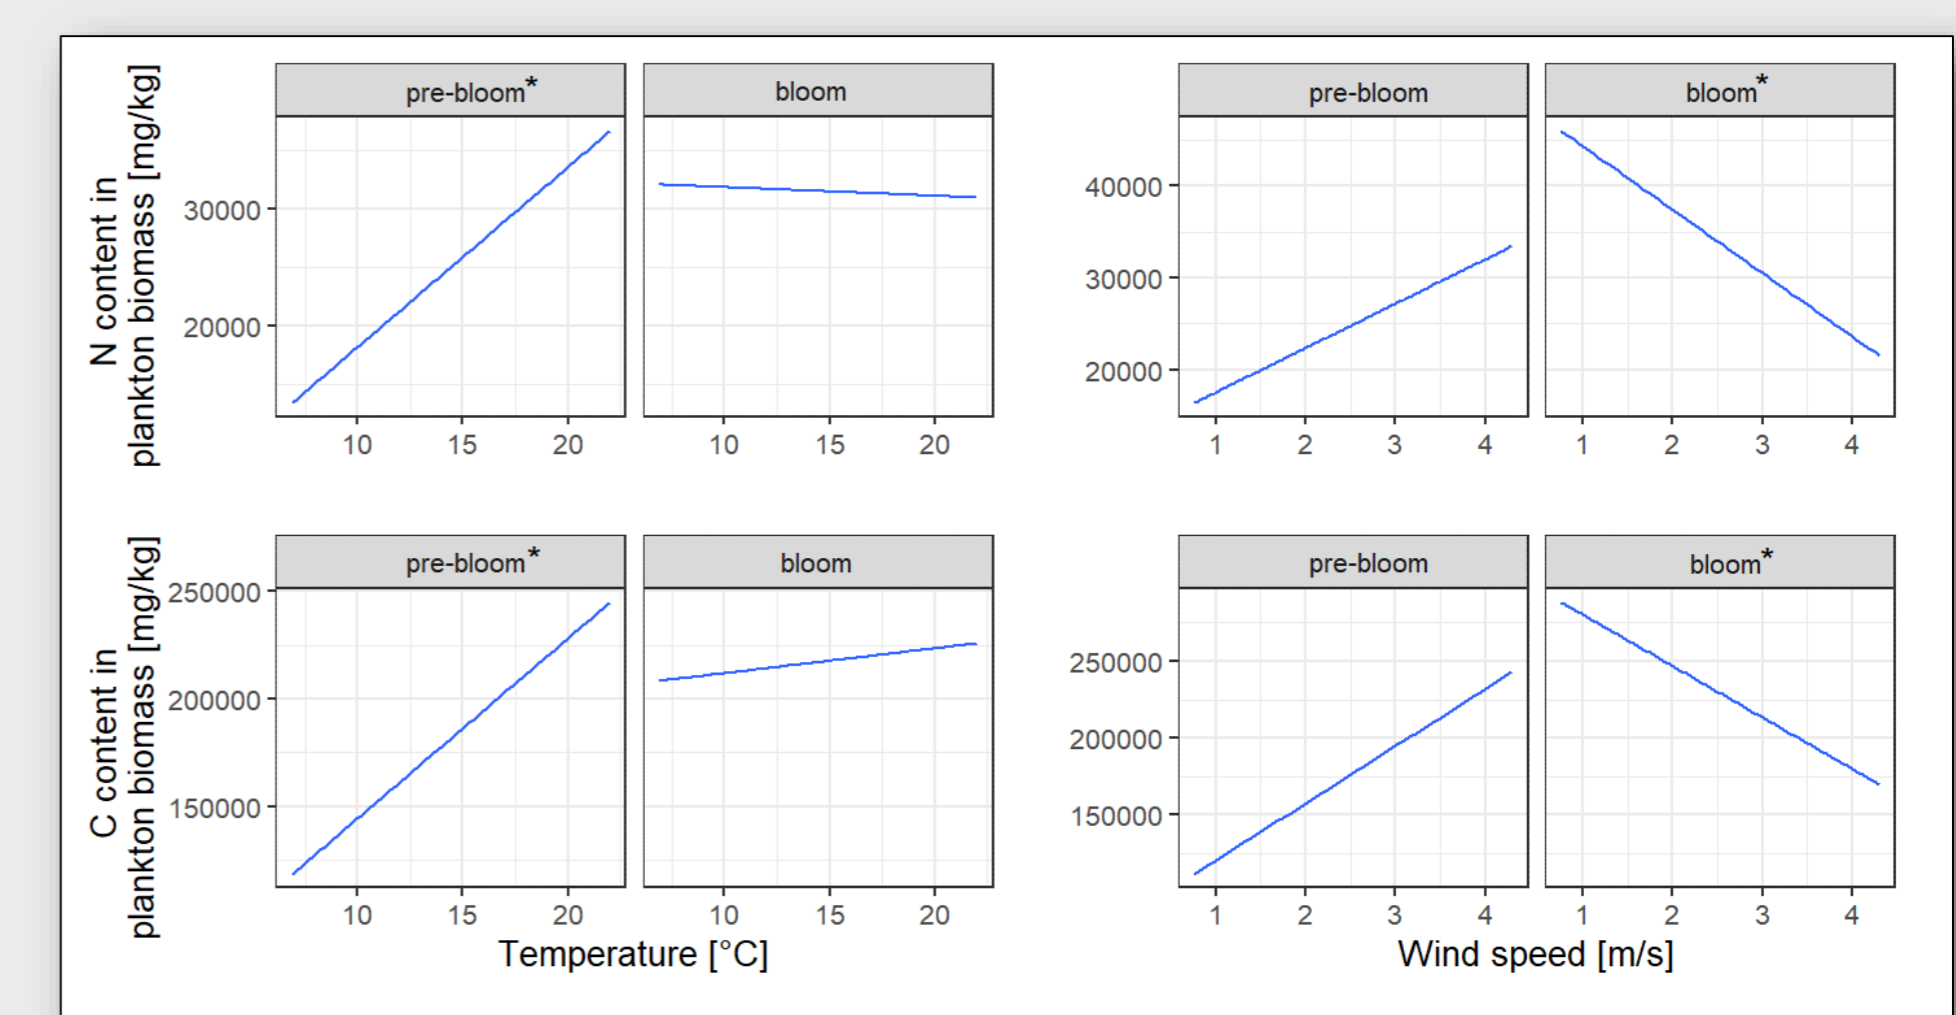 pre-bloom*
bloom
pre-bloom
bloom*
N content in
plankton biomass [mg/kg]
30000
20000
40000
30000
20000
10 15 20
10 15 20
1 2 3 4
1 2 3 4
pre-bloom*
bloom
pre-bloom
bloom*
C content in
plankton biomass [mg/kg]
250000
200000
150000
250000
200000
150000
10 15 20
10 15 20
1 2 3 4
1 2 3 4
Temperature [°C]
Wind speed [m/s]